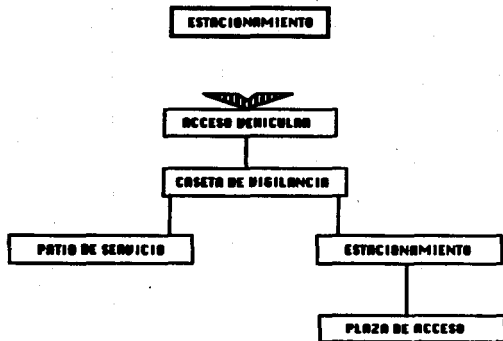 ESTACIONAMIENTO
ACCESO VEHICULAR
CASETA DE VIGILANCIA
PATIO DE SERVICIO
ESTACIONAMIENTO
PLAZA DE ACCESO